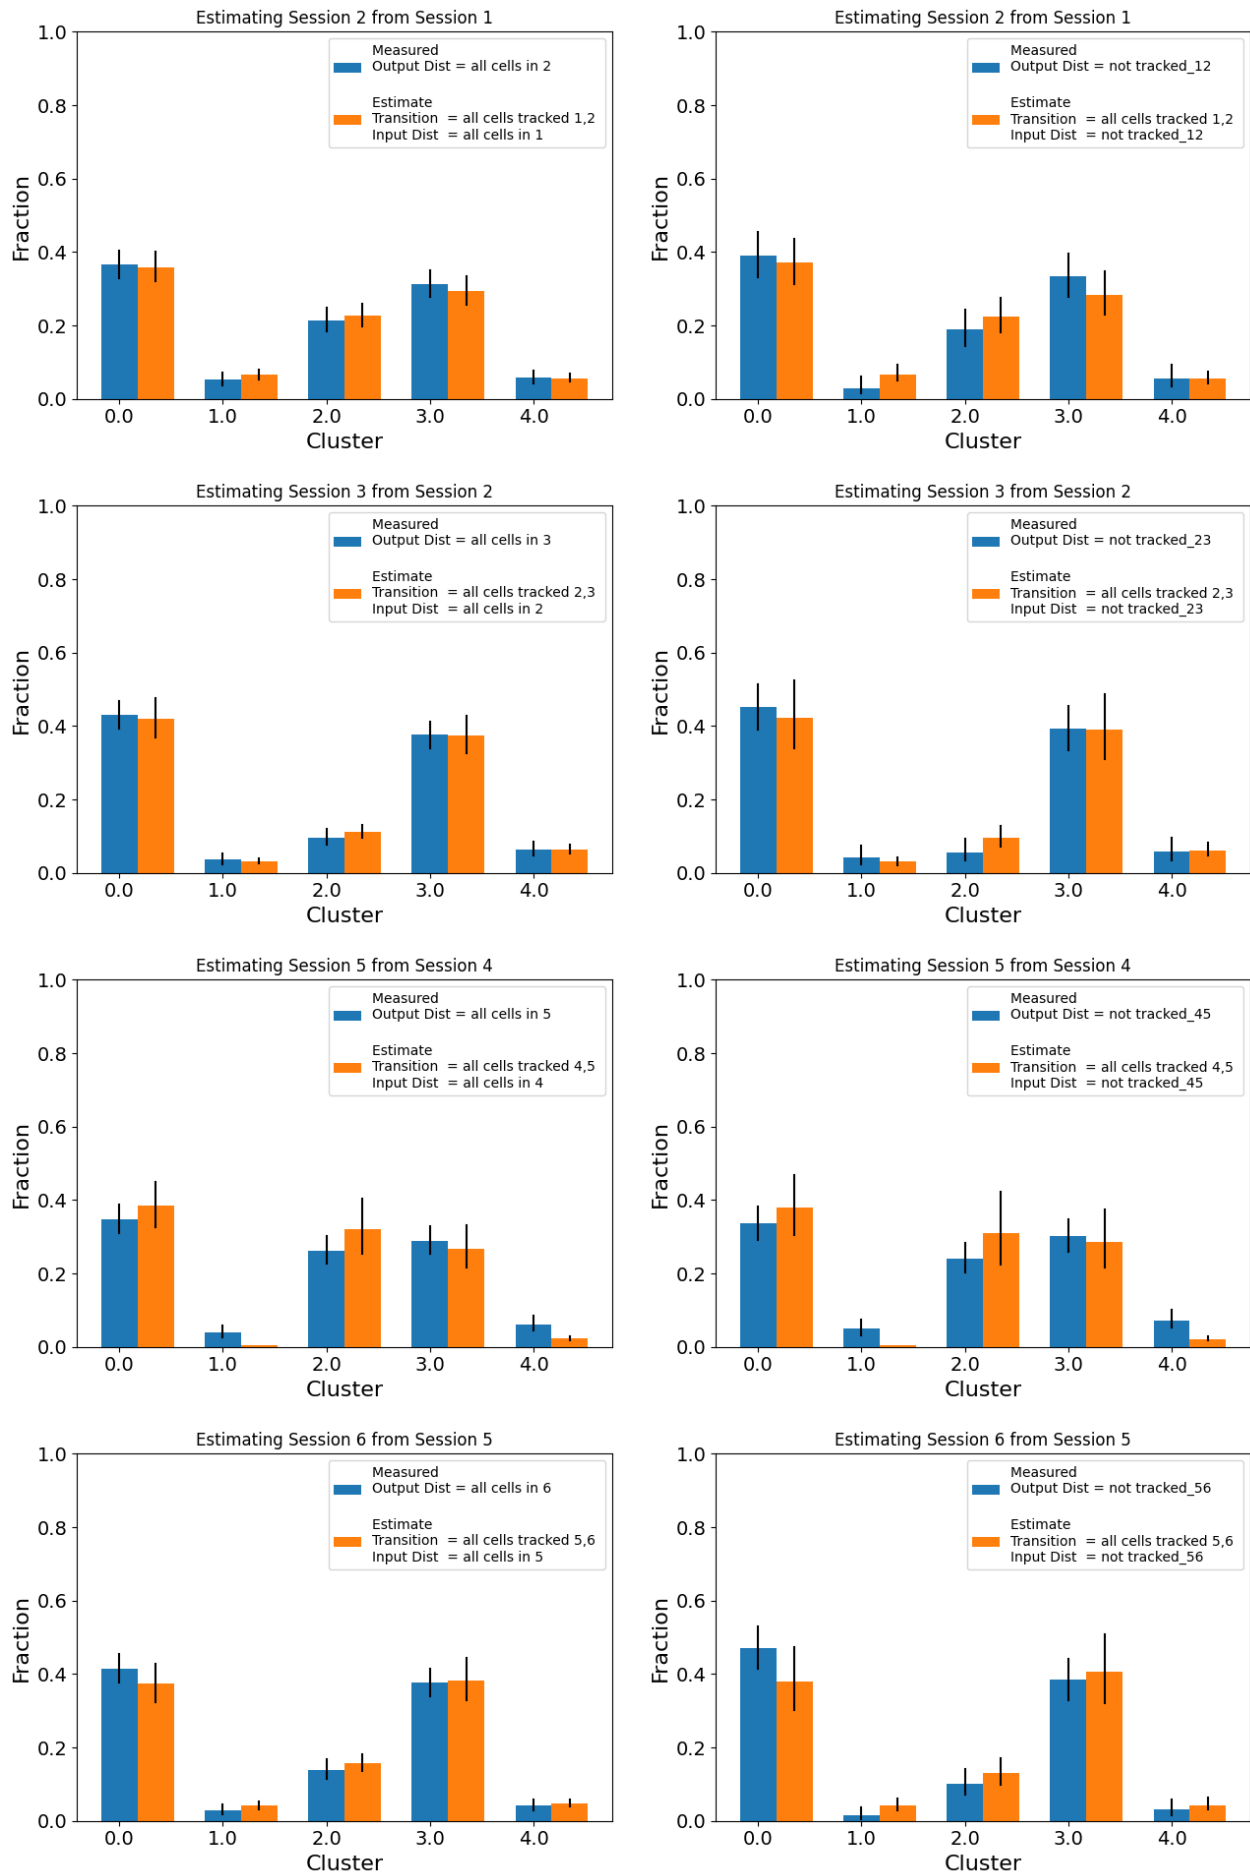 Estimating Session 2 from Session 1
1.0
0.8
0.6
0.4
0.2
0.0
Fraction
Measured
Output Dist = all cells in 2
Estimate
Transition  = all cells tracked 1,2
Input Dist  = all cells in 1
0.0 1.0 2.0 3.0 4.0
Cluster
Estimating Session 2 from Session 1
1.0
0.8
0.6
0.4
0.2
0.0
Fraction
Measured
Output Dist = not tracked_12
Estimate
Transition  = all cells tracked 1,2
Input Dist  = not tracked_12
0.0 1.0 2.0 3.0 4.0
Cluster
Estimating Session 3 from Session 2
1.0
0.8
0.6
0.4
0.2
0.0
Fraction
Measured
Output Dist = all cells in 3
Estimate
Transition  = all cells tracked 2,3
Input Dist  = all cells in 2
0.0 1.0 2.0 3.0 4.0
Cluster
Estimating Session 3 from Session 2
1.0
0.8
0.6
0.4
0.2
0.0
Fraction
Measured
Output Dist = not tracked_23
Estimate
Transition  = all cells tracked 2,3
Input Dist  = not tracked_23
0.0 1.0 2.0 3.0 4.0
Cluster
Estimating Session 5 from Session 4
1.0
0.8
0.6
0.4
0.2
0.0
Fraction
Measured
Output Dist = all cells in 5
Estimate
Transition  = all cells tracked 4,5
Input Dist  = all cells in 4
0.0 1.0 2.0 3.0 4.0
Cluster
Estimating Session 5 from Session 4
1.0
0.8
0.6
0.4
0.2
0.0
Fraction
Measured
Output Dist = not tracked_45
Estimate
Transition  = all cells tracked 4,5
Input Dist  = not tracked_45
0.0 1.0 2.0 3.0 4.0
Cluster
Estimating Session 6 from Session 5
1.0
0.8
0.6
0.4
0.2
0.0
Fraction
Measured
Output Dist = all cells in 6
Estimate
Transition  = all cells tracked 5,6
Input Dist  = all cells in 5
0.0 1.0 2.0 3.0 4.0
Cluster
Estimating Session 6 from Session 5
1.0
0.8
0.6
0.4
0.2
0.0
Fraction
Measured
Output Dist = not tracked_56
Estimate
Transition  = all cells tracked 5,6
Input Dist  = not tracked_56
0.0 1.0 2.0 3.0 4.0
Cluster